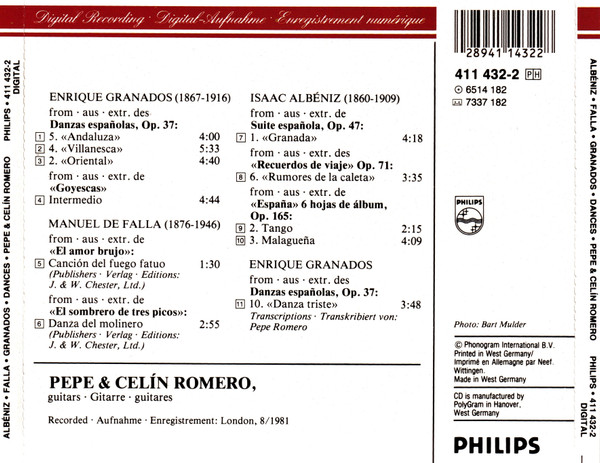 Digital Recording · Digital-Aufnahme · Enregistrement numérique
ENRIQUE GRANADOS (1867-1916)
from · aus · extr. des
Danzas españolas, Op. 37:
1 5. «Andaluza» 4:00
2 4. «Villanesca» 5:33
3 2. «Oriental» 4:40
from · aus · extr. de
«Goyescas»
4 Intermedio 4:44
MANUEL DE FALLA (1876-1946)
from · aus · extr. de
«El amor brujo»:
5 Canción del fuego fatuo 1:30
(Publishers · Verlag · Editions:
J. & W. Chester, Ltd.)
from · aus · extr. de
«El sombrero de tres picos»:
6 Danza del molinero 2:55
(Publishers · Verlag · Editions:
J. & W. Chester, Ltd.)
ISAAC ALBÉNIZ (1860-1909)
from · aus · extr. de
Suite española, Op. 47:
7 1. «Granada» 4:18
from · aus · extr. de
«Recuerdos de viaje» Op. 71:
8 6. «Rumores de la caleta» 3:35
from · aus · extr. de
«España» 6 hojas de álbum,
Op. 165:
9 2. Tango 2:15
10 3. Malagueña 4:09
ENRIQUE GRANADOS
from · aus · extr. des
Danzas españolas, Op. 37:
11 10. «Danza triste» 3:48
Transcriptions · Transkribiert von:
Pepe Romero
PEPE & CELÍN ROMERO,
guitars · Gitarre · guitares
Recorded · Aufnahme · Enregistrement: London, 8/1981
28941 14322
411 432-2 PH
6514 182
7337 182
PHILIPS
Photo: Bart Mulder
℗ Phonogram International B.V.
Printed in West Germany/
Imprimé en Allemagne par Neef.
Wittingen.
Made in West Germany
CD is manufactured by
PolyGram in Hanover,
West Germany
PHILIPS
ALBÉNIZ • FALLA • GRANADOS • DANCES • PEPE & CELÍN ROMERO PHILIPS • 411 432-2
DIGITAL
ALBÉNIZ • FALLA • GRANADOS • DANCES • PEPE & CELÍN ROMERO PHILIPS • 411 432-2
DIGITAL